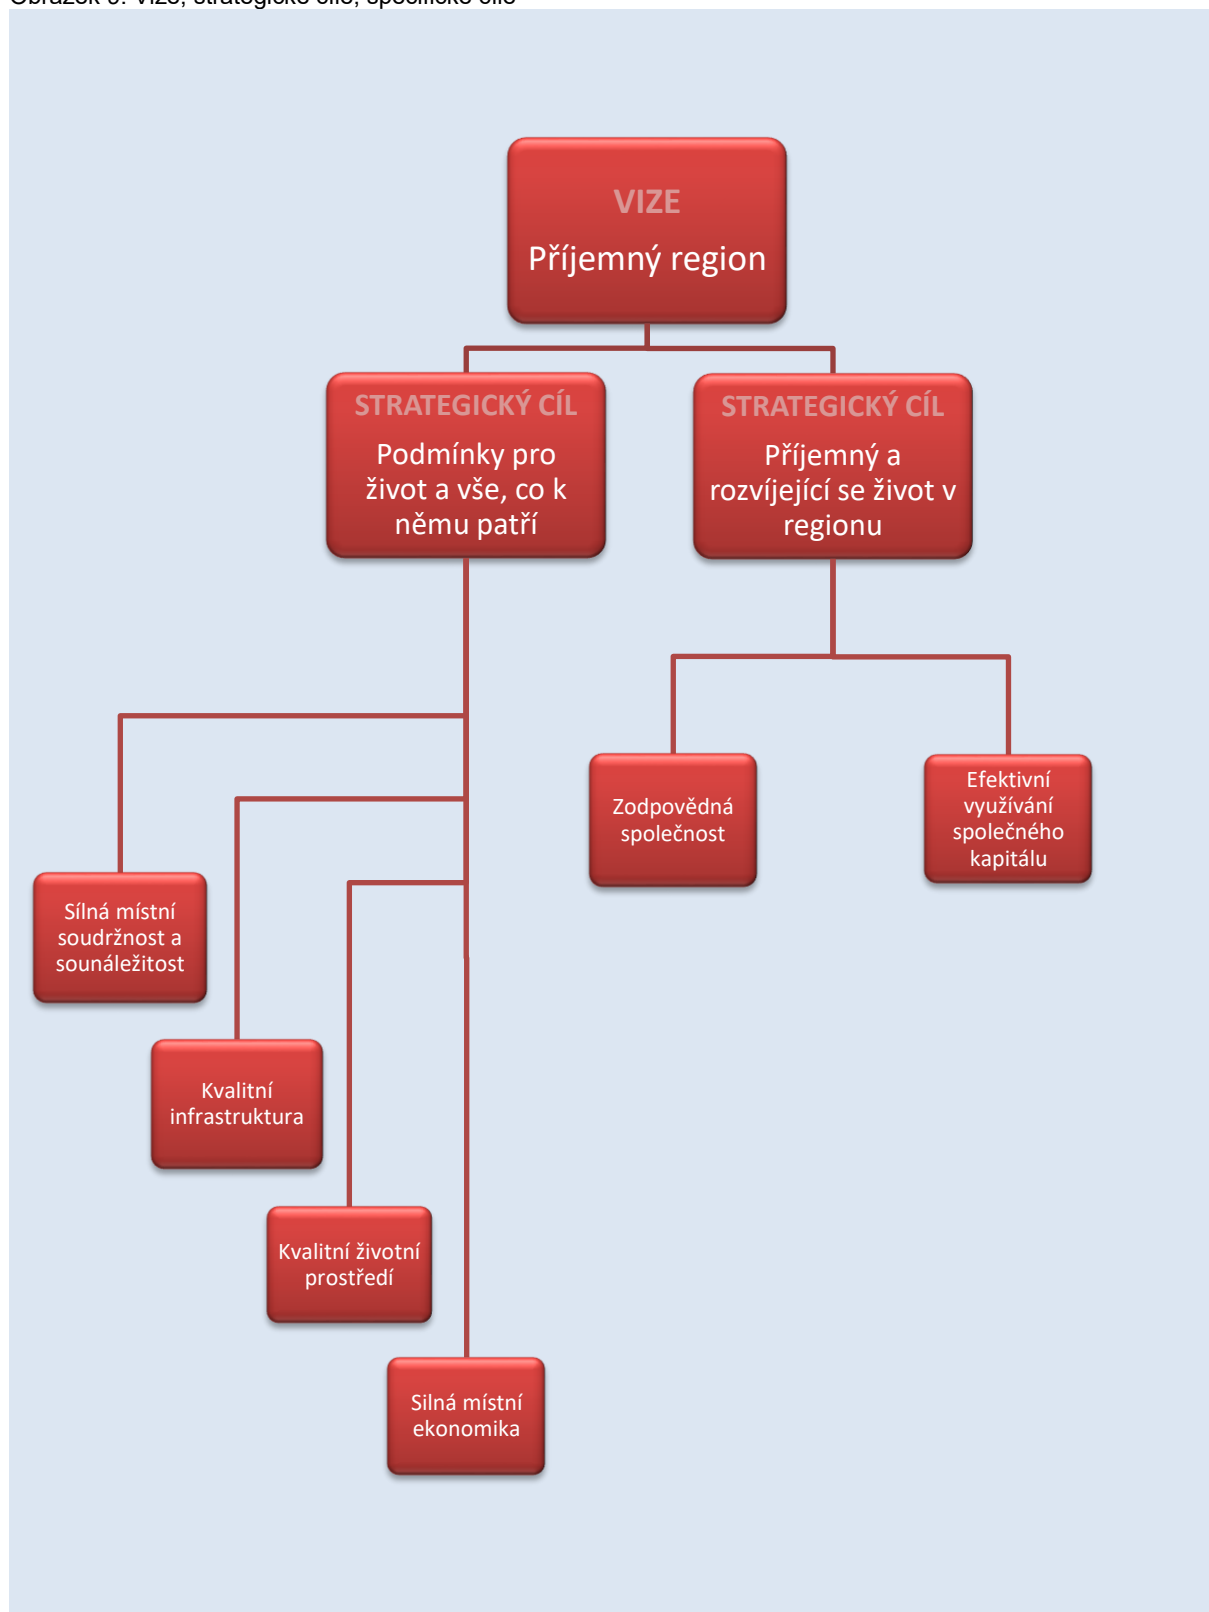 VIZE
Příjemný region
STRATEGICKÝ CÍL
Podmínky pro
život a vše, co k
němu patří
STRATEGICKÝ CÍL
Příjemný a
rozvíjející se život v
regionu
Zodpovědná
společnost
Efektivní
využívání
společného
kapitálu
Sílná místní
soudržnost a
sounáležitost
Kvalitní
infrastruktura
Kvalitní životní
prostředí
Silná místní
ekonomika